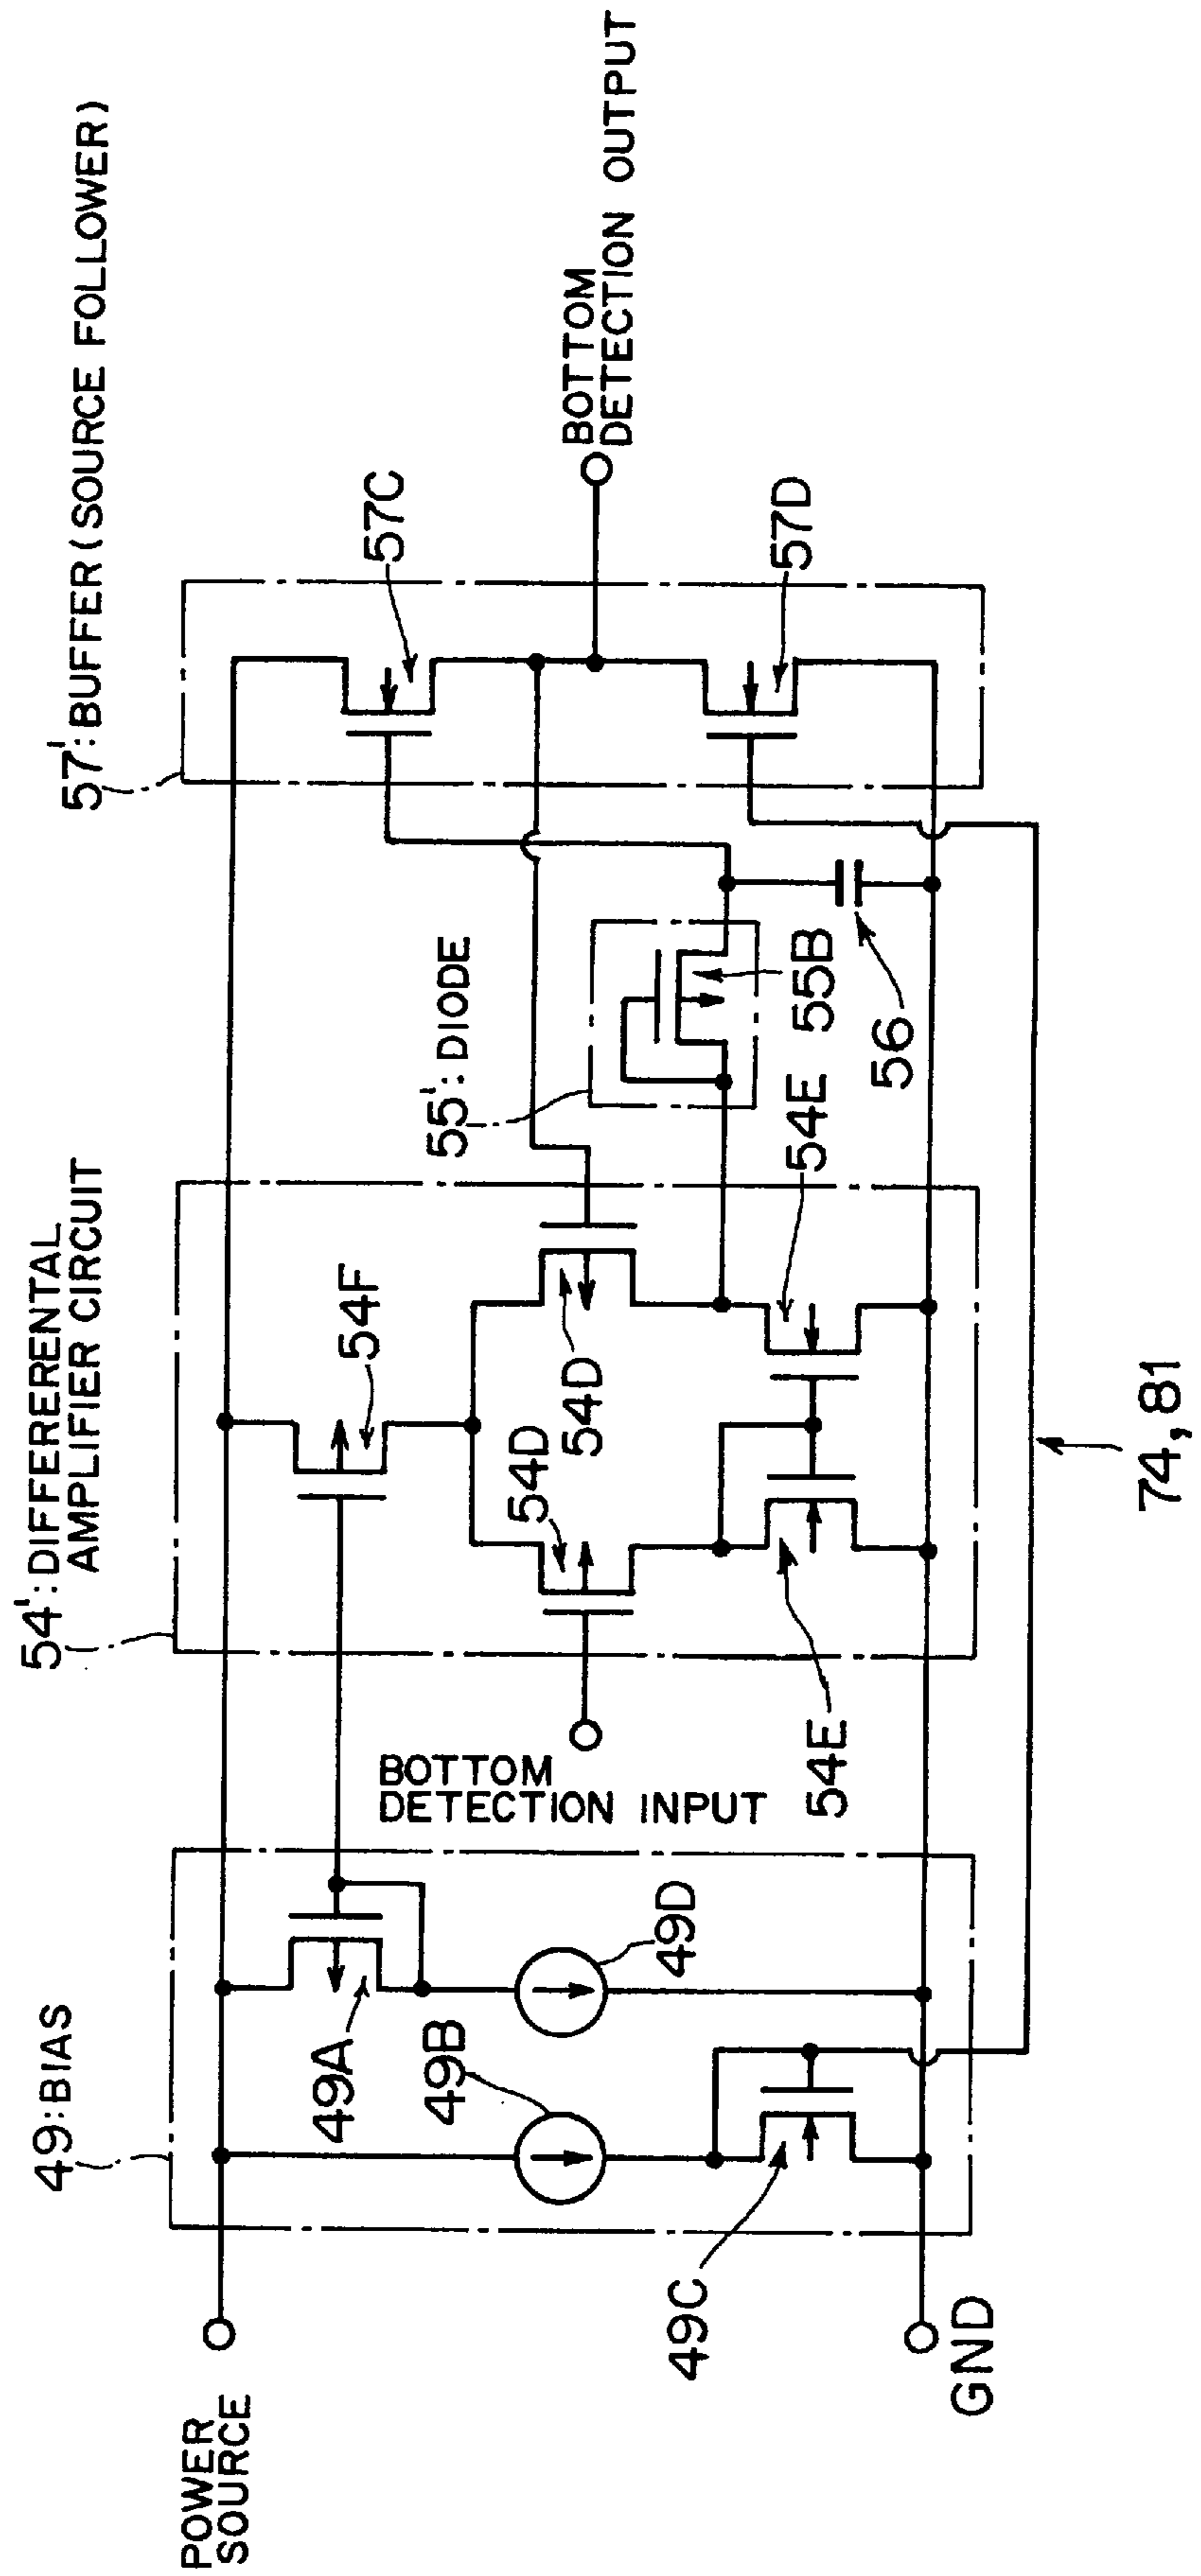 54': DIFFERENTAL
AMPLIFIER CIRCUIT
57': BUFFER (SOURCE FOLLOWER)
49: BIAS
55': DIODE
54F
57C
POWER
SOURCE
49A
49B
49D
BOTTOM
DETECTION INPUT
54D
54D
BOTTOM
DETECTION OUTPUT
55B
57D
49C
54E
54E
56
GND
74, 81